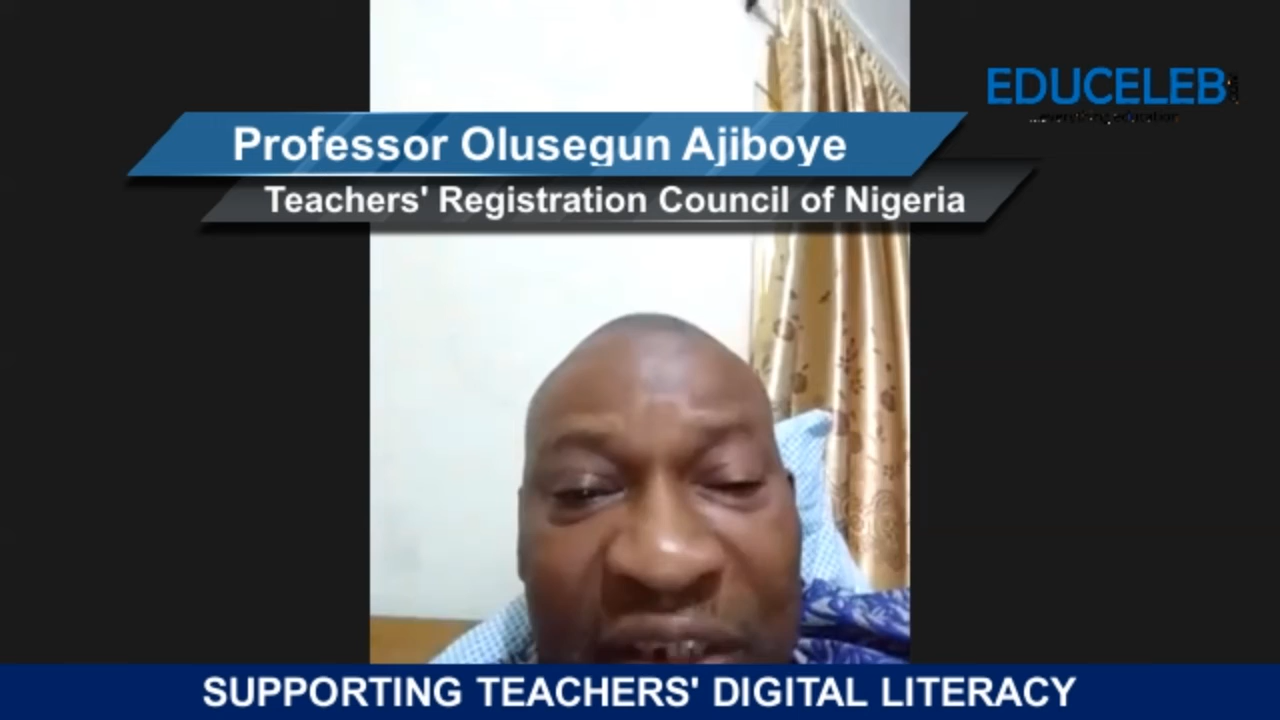 EDUCELEB
Professor Olusegun Ajiboye
Teachers' Registration Council of Nigeria
SUPPORTING TEACHERS' DIGITAL LITERACY